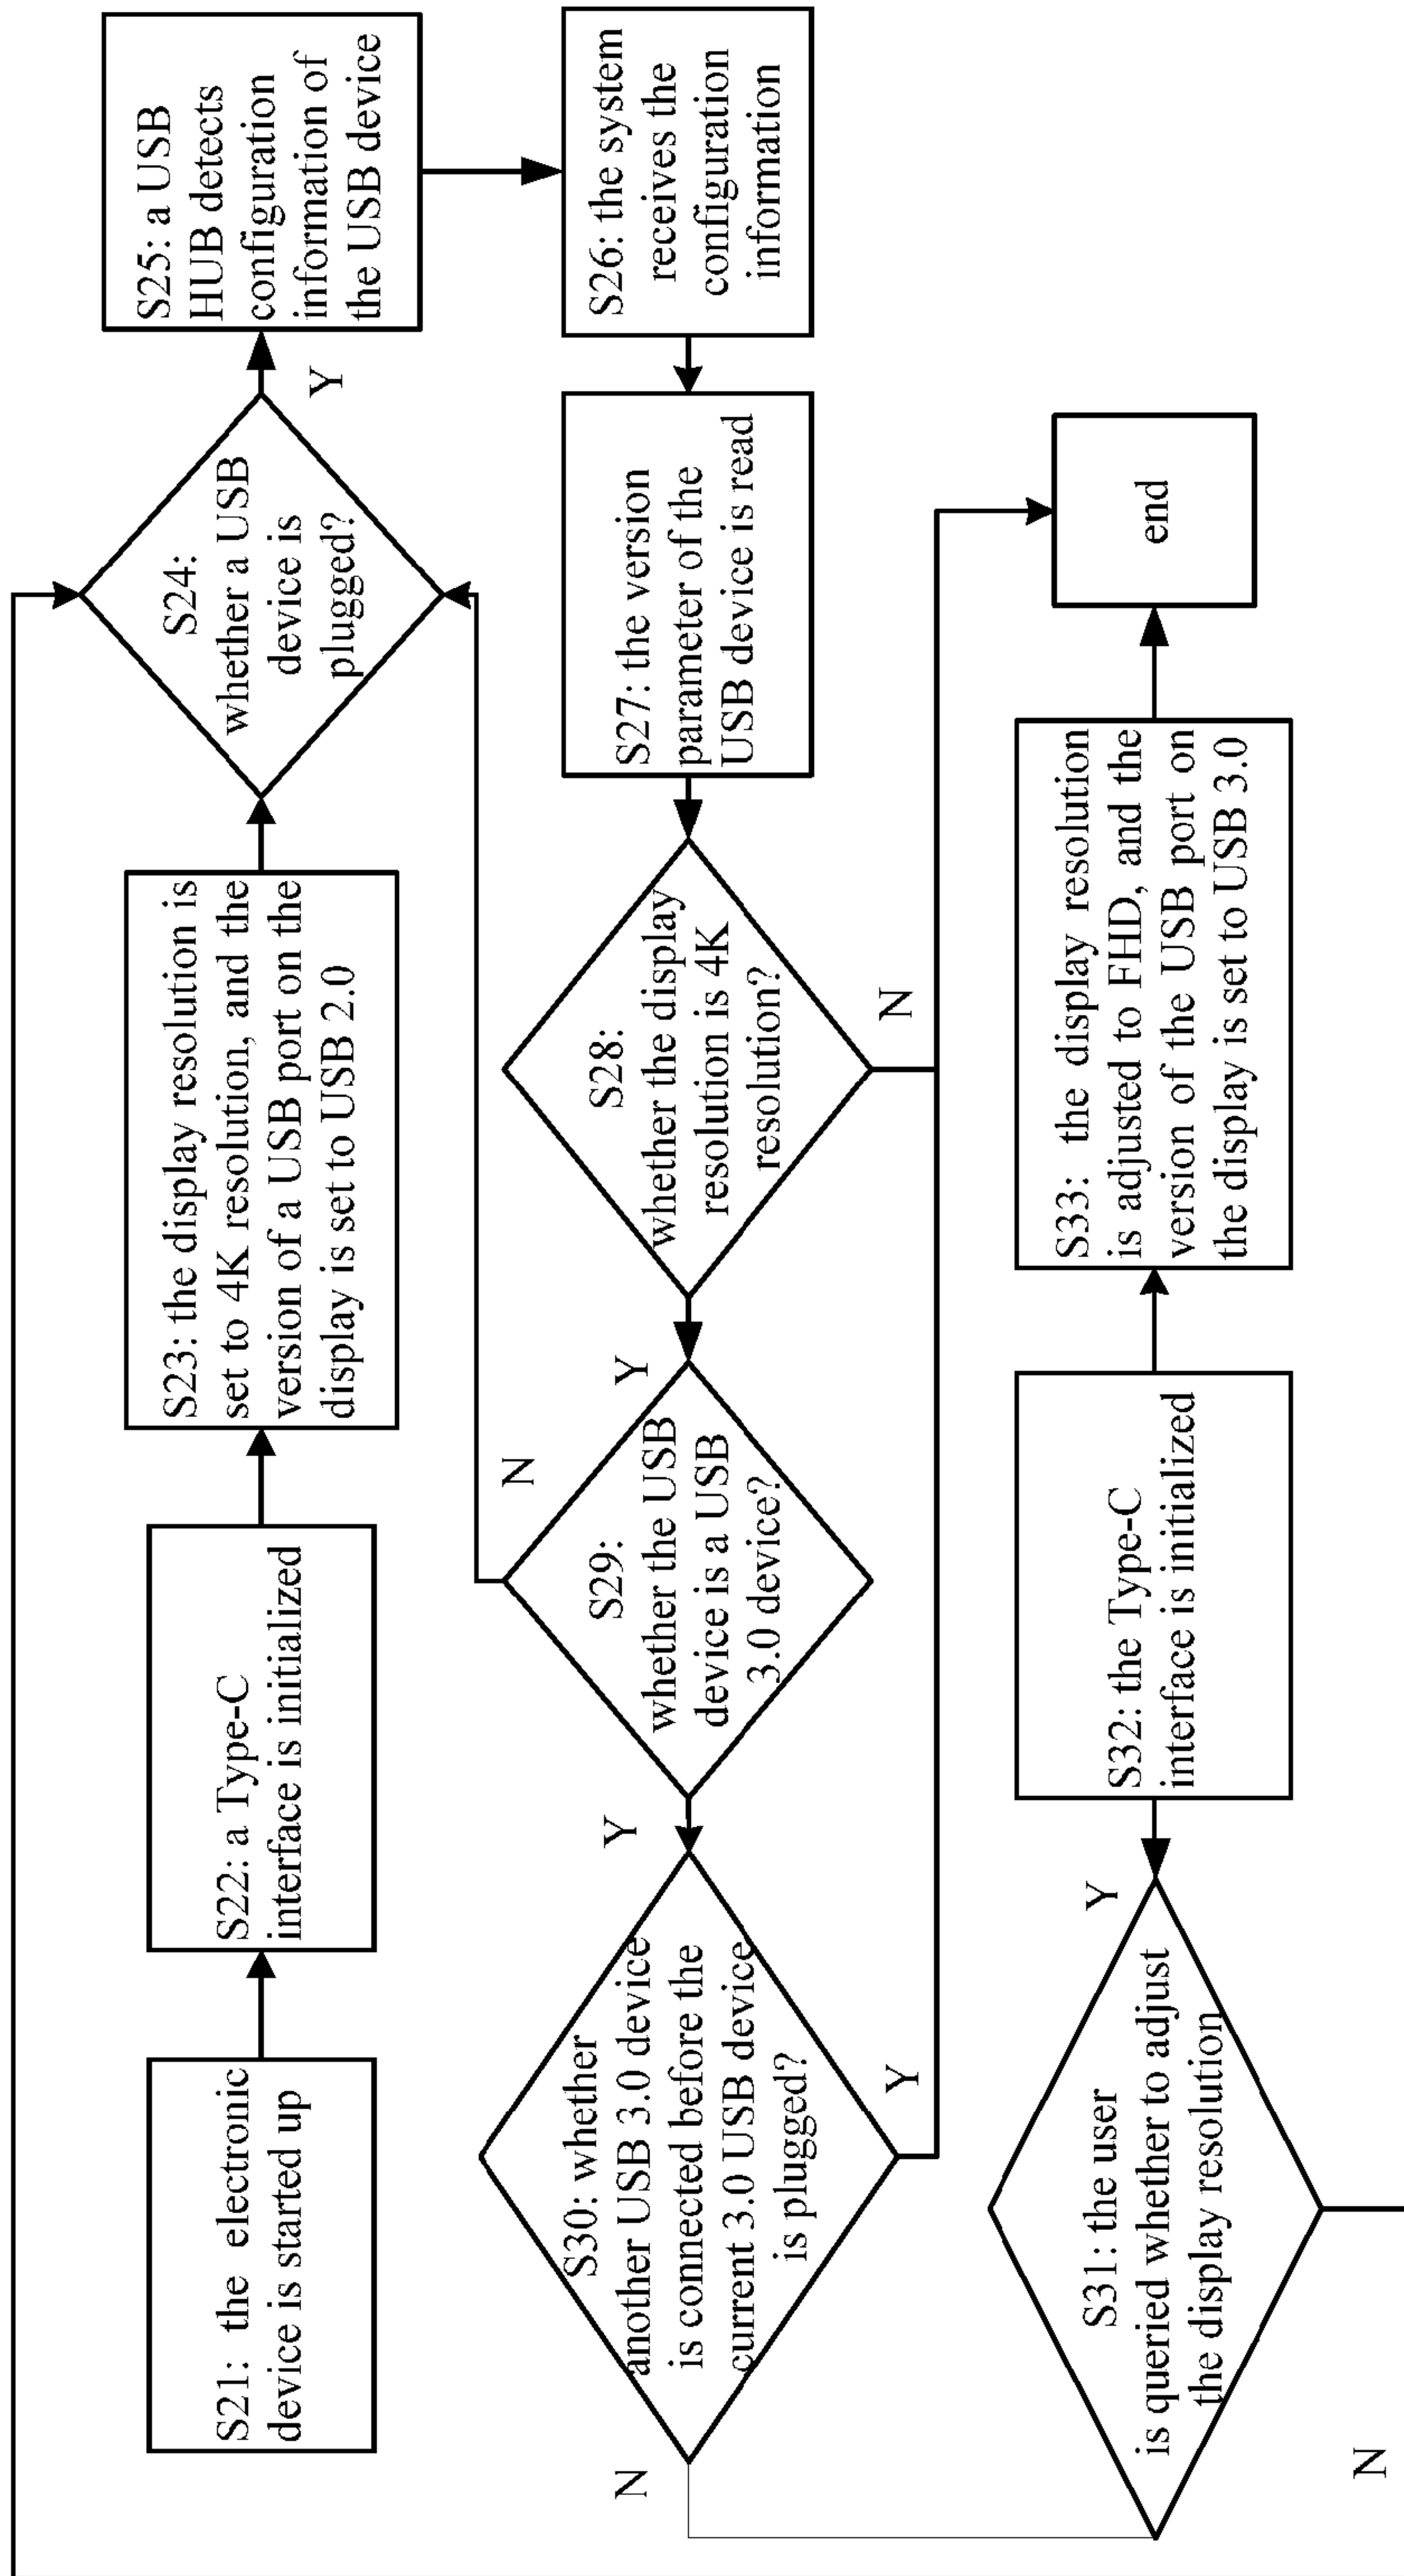 S21: the electronic
device is started up
S22: a Type-C
interface is initialized
S23: the display resolution is
set to 4K resolution, and the
version of a USB port on the
display is set to USB 2.0
S24:
whether a USB
device is
plugged?
Y
S25: a USB
HUB detects
configuration
information of
the USB device
S26: the system
receives the
configuration
information
S27: the version
parameter of the
USB device is read
S28:
whether the display
resolution is 4K
resolution?
N
Y
S29:
whether the USB
device is a USB
3.0 device?
N
Y
S30: whether
another USB 3.0 device
is connected before the
current 3.0 USB device
is plugged?
Y
N
S31: the user
is queried whether to adjust
the display resolution
Y
N
S32: the Type-C
interface is initialized
S33: the display resolution
is adjusted to FHD, and the
version of the USB port on
the display is set to USB 3.0
end